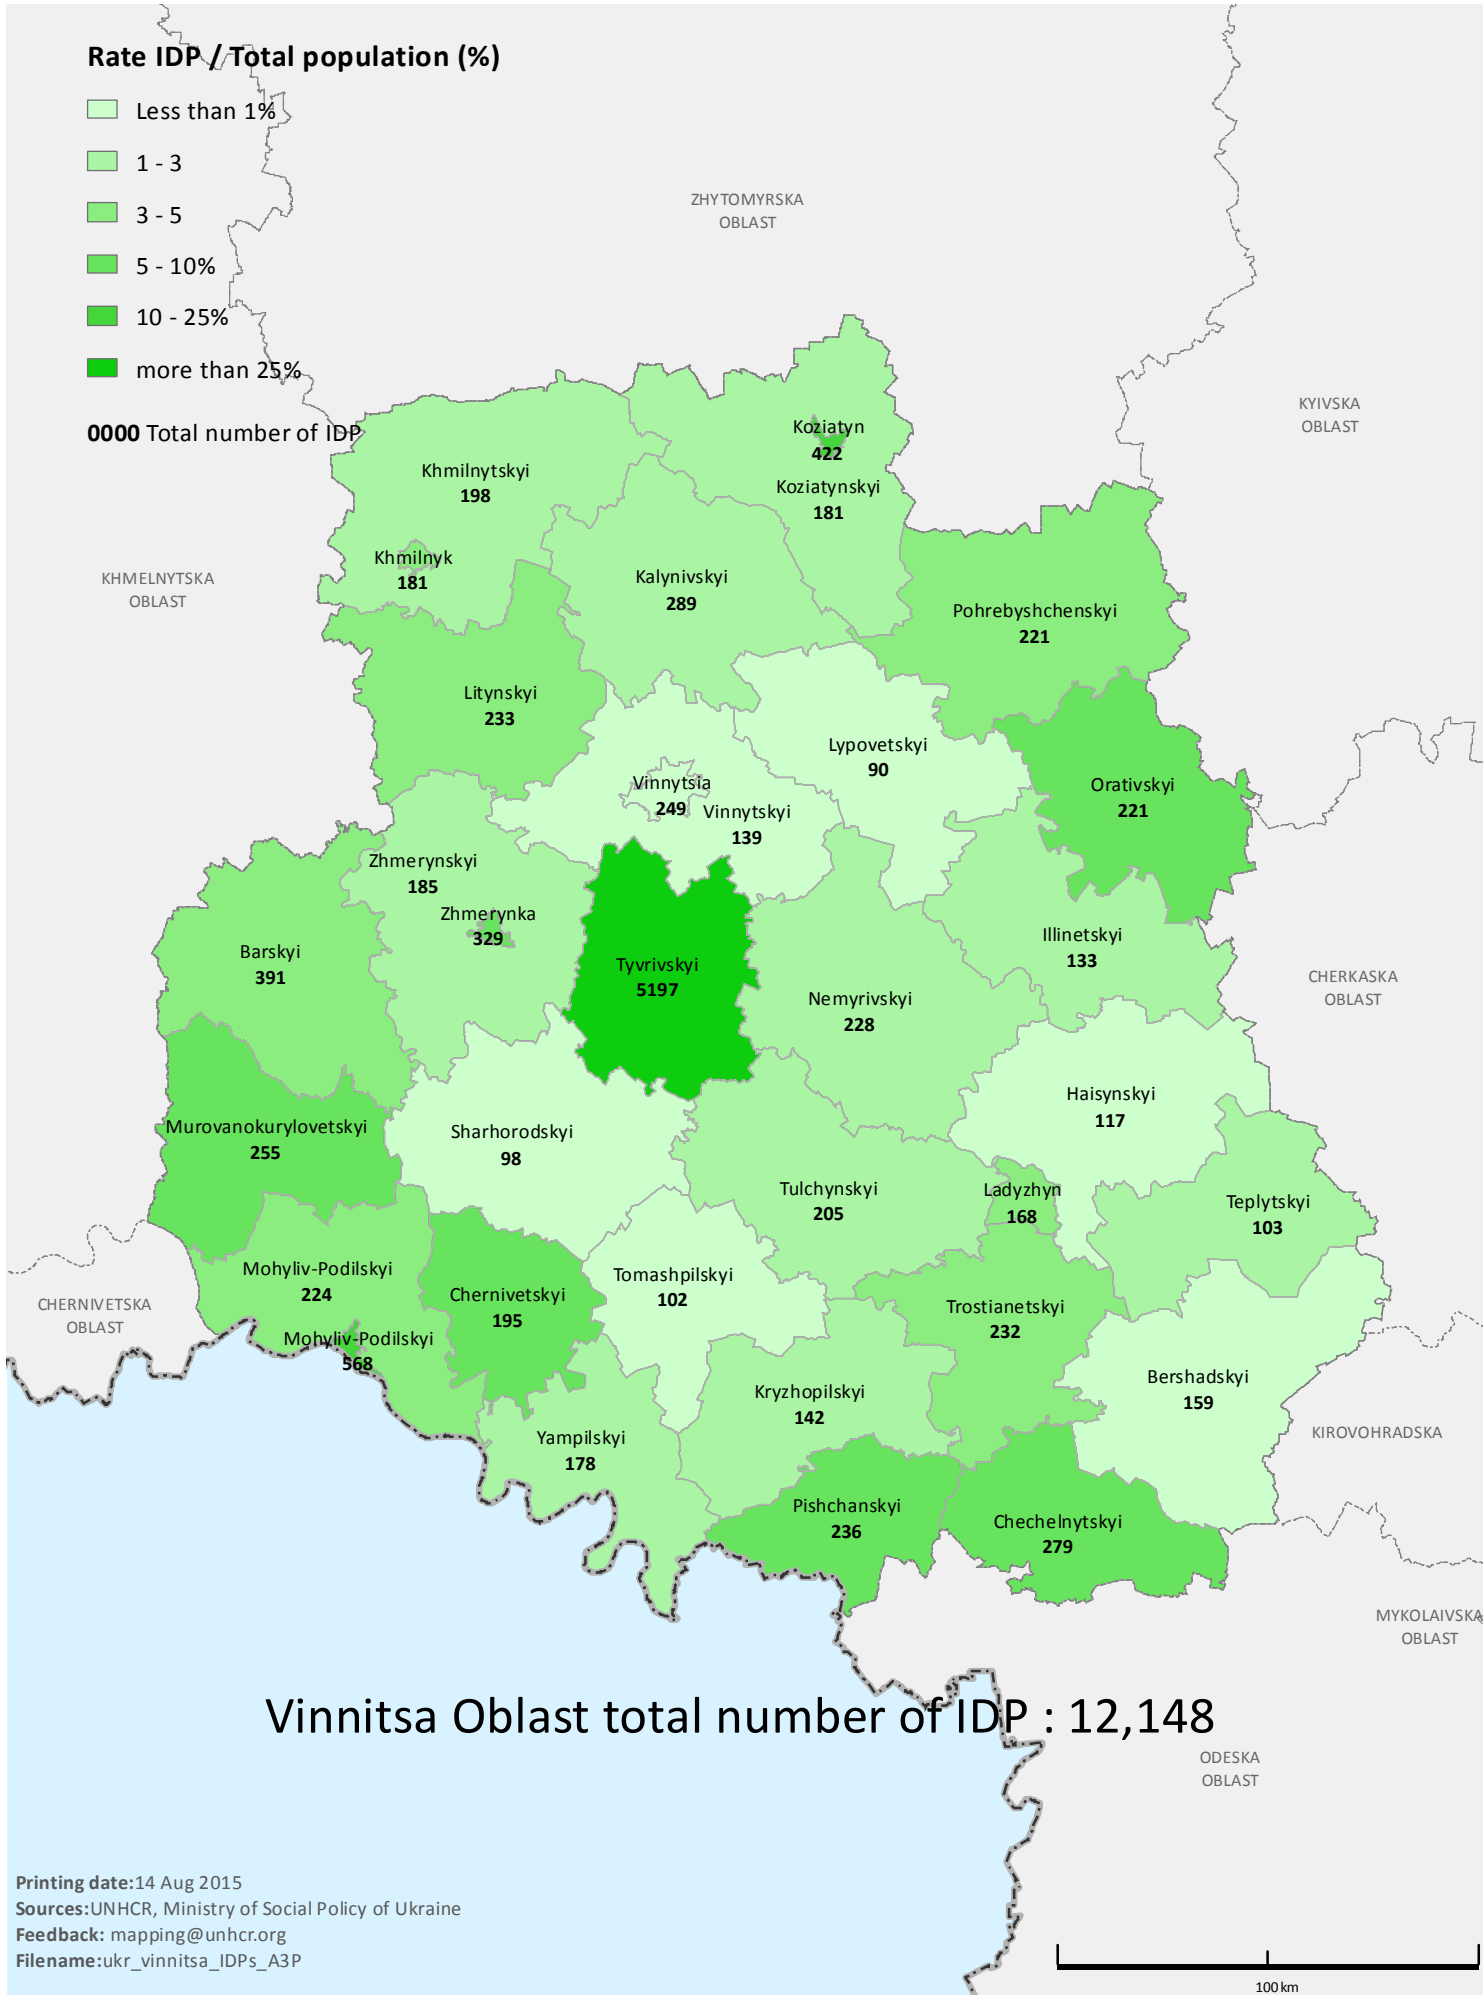 Rate IDP / Total population (%)
Less than 1%
1 - 3
3 - 5
5 - 10%
10 - 25%
more than 25%
0000 Total number of IDP
ZHYTOMYRSKA
OBLAST
KYIVSKA
OBLAST
KHMELNYTSKA
OBLAST
CHERKASKA
OBLAST
CHERNIVETSKA
OBLAST
KIROVOHRADSKA
MYKOLAIVSKA
OBLAST
ODESKA
OBLAST
Koziatyn
422
Khmilnytskyi
198
Koziatynskyi
181
Khmilnyk
181
Kalynivskyi
289
Pohrebyshchenskyi
221
Litynskyi
233
Lypovetskyi
90
Orativskyi
221
Vinnytsia
249
Vinnytskyi
139
Zhmerynskyi
185
Zhmerynka
329
Barskyi
391
Tyvrivskyi
5197
Illinetskyi
133
Nemyrivskyi
228
Haisynskyi
117
Murovanokurylovetskyi
255
Sharhorodskyi
98
Tulchynskyi
205
Ladyzhyn
168
Teplytskyi
103
Mohyliv-Podilskyi
224
Chernivetskyi
195
Tomashpilskyi
102
Trostianetskyi
232
Mohyliv-Podilskyi
568
Bershadskyi
159
Kryzhopilskyi
142
Yampilskyi
178
Pishchanskyi
236
Chechelnytskyi
279
Vinnitsa Oblast total number of IDP : 12,148
Printing date:14 Aug 2015
Sources:UNHCR, Ministry of Social Policy of Ukraine
Feedback: mapping@unhcr.org
Filename:ukr_vinnitsa_IDPs_A3P
100 km